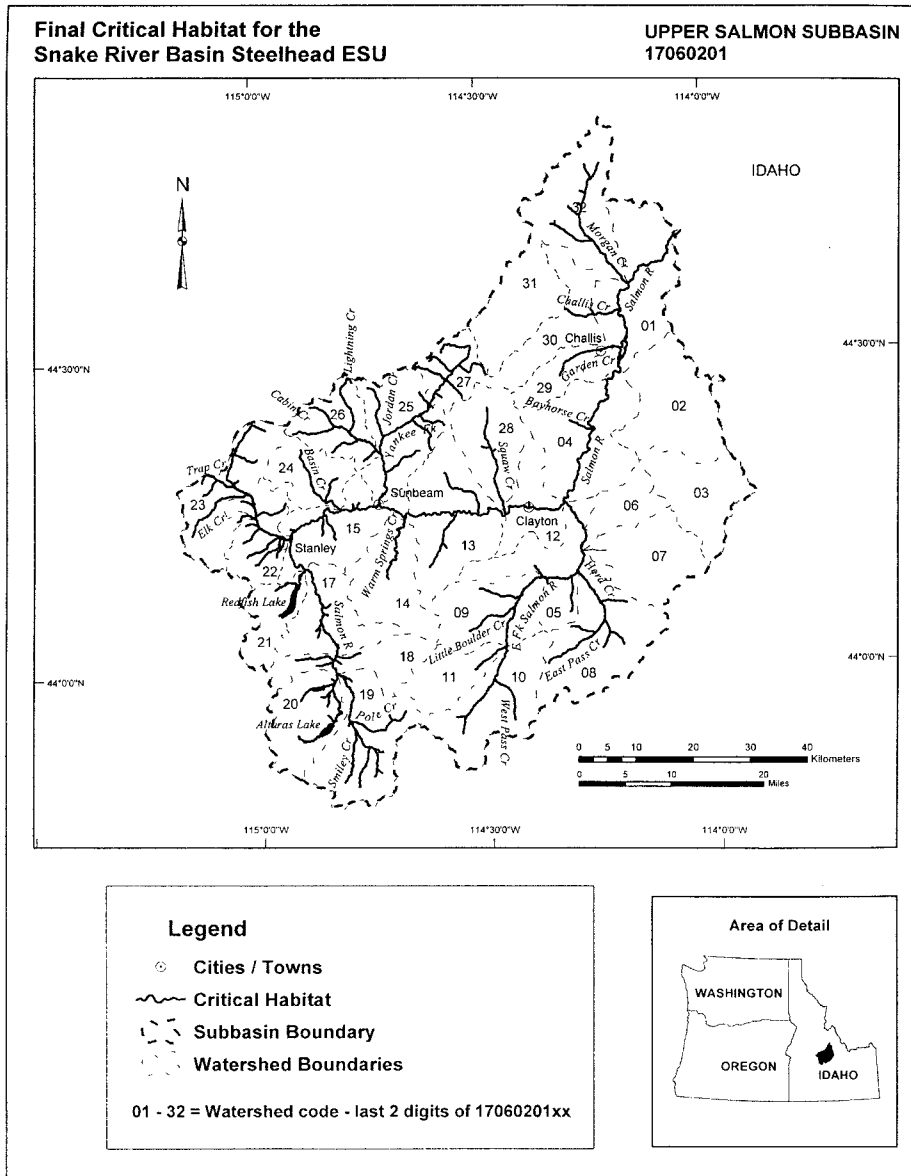 Final Critical Habitat for the
Snake River Basin Steelhead ESU
UPPER SALMON SUBBASIN
17060201
115°0'0"W
114°30'0"W
114°0'0"W
IDAHO
N
32
Morgan Cr
Salmon R
31
Challis Cr
01
30
Challis
Garden Cr
44°30'0"N
44°30'0"N
Lightning Cr
27
29
02
Cabin Cr
26
Jordan Cr
25
Bayhorse Cr
Yankee Fk
28
04
Trap Cr
24
Basin Cr
Squaw Cr
Salmon R
23
Sunbeam
03
06
Elk Cr
15
Clayton
12
Stanley
Warm Springs Cr
13
07
22
17
Herd Cr
Redfish Lake
14
09
E Fk Salmon R
05
Salmon R
Little Boulder Cr
21
18
East Pass Cr
44°0'0"N
44°0'0"N
11
10
08
20
19
Pole Cr
West Pass Cr
Alturas Lake
Smiley Cr
0 5 10 20 30 40
Kilometers
0 5 10 20
Miles
115°0'0"W
114°30'0"W
114°0'0"W
Legend
Cities / Towns
Critical Habitat
Subbasin Boundary
Watershed Boundaries
01 - 32 = Watershed code - last 2 digits of 17060201xx
Area of Detail
WASHINGTON
OREGON
IDAHO